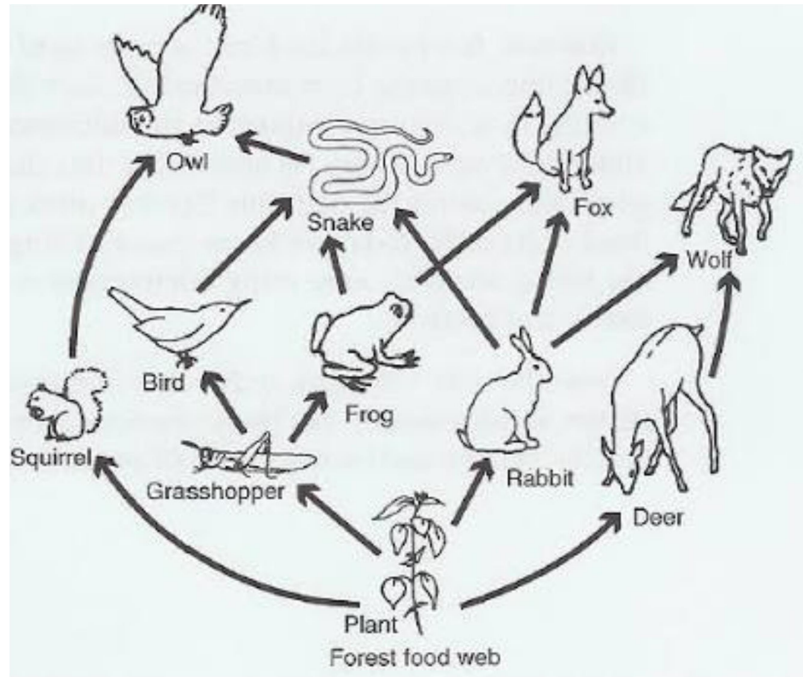 Owl
Snake
Fox
Wolf
Bird
Frog
Squirrel
Grasshopper
Rabbit
Deer
Plant
Forest food web